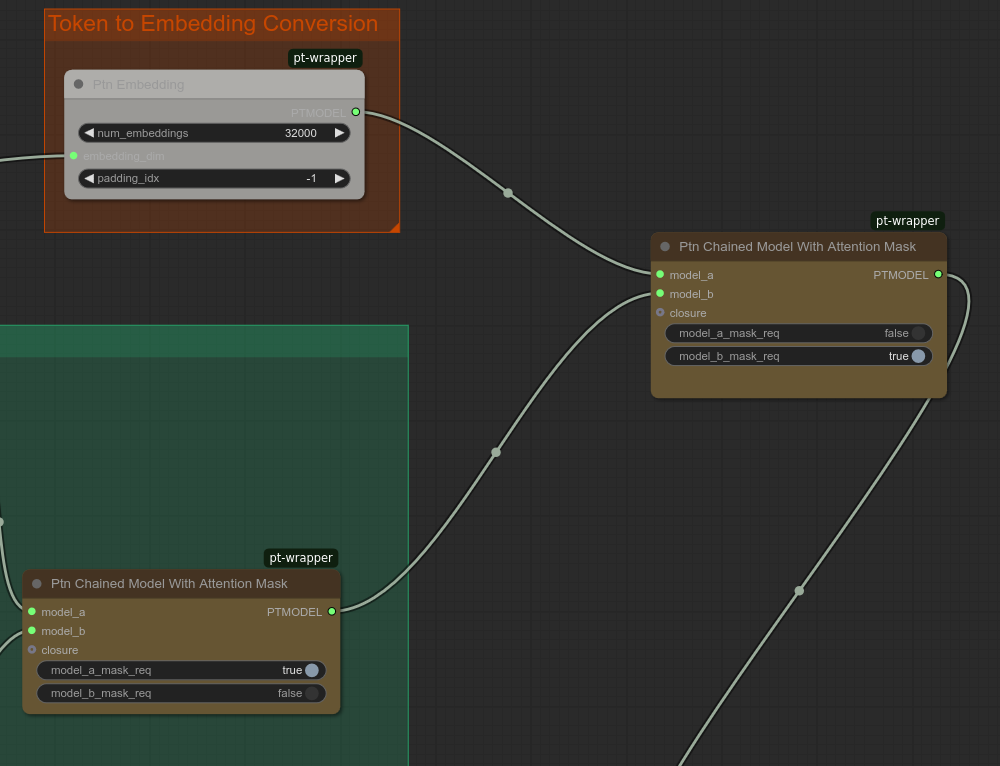 Token to Embedding Conversion
pt-wrapper
Ptn Embedding
PTMODEL
num_embeddings 32000
embedding_dim
padding_idx -1
pt-wrapper
Ptn Chained Model With Attention Mask
model_a PTMODEL
model_b
closure
model_a_mask_req false
model_b_mask_req true
pt-wrapper
Ptn Chained Model With Attention Mask
model_a PTMODEL
model_b
closure
model_a_mask_req true
model_b_mask_req false